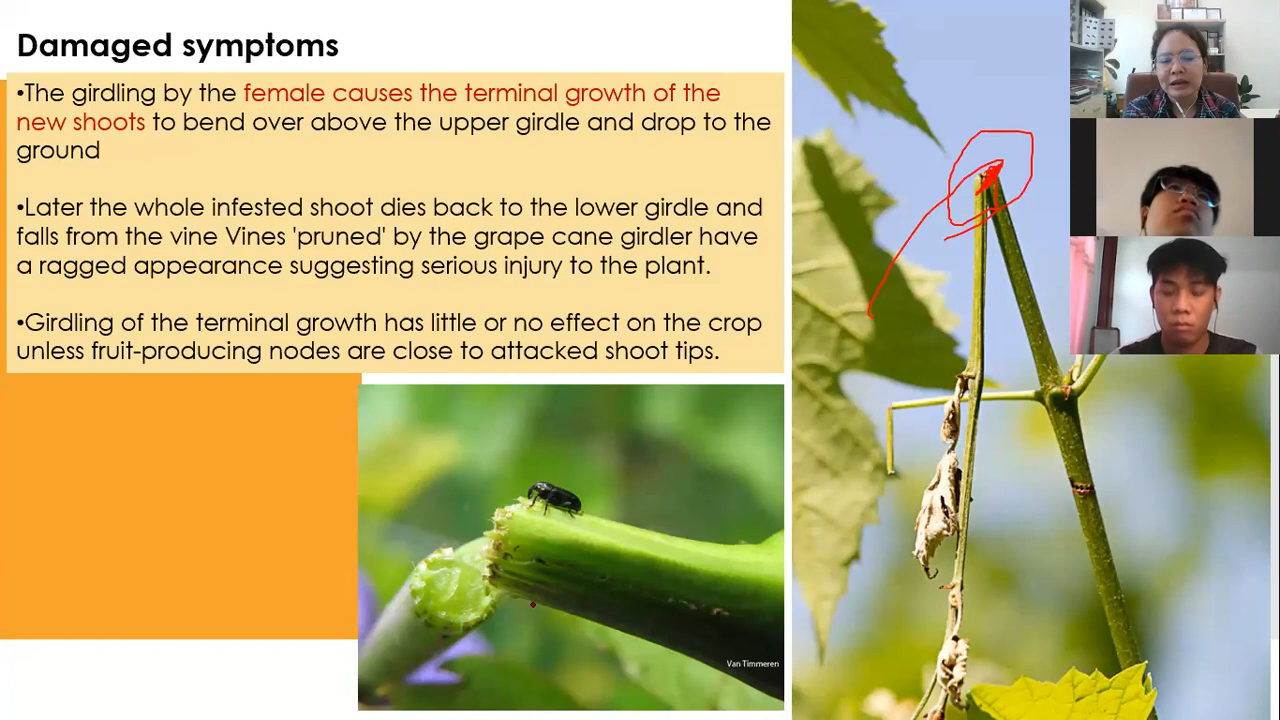 Damaged symptoms
•The girdling by the female causes the terminal growth of the
new shoots to bend over above the upper girdle and drop to the
ground
•Later the whole infested shoot dies back to the lower girdle and
falls from the vine Vines 'pruned' by the grape cane girdler have
a ragged appearance suggesting serious injury to the plant.
•Girdling of the terminal growth has little or no effect on the crop
unless fruit-producing nodes are close to attacked shoot tips.
Van Timmeren